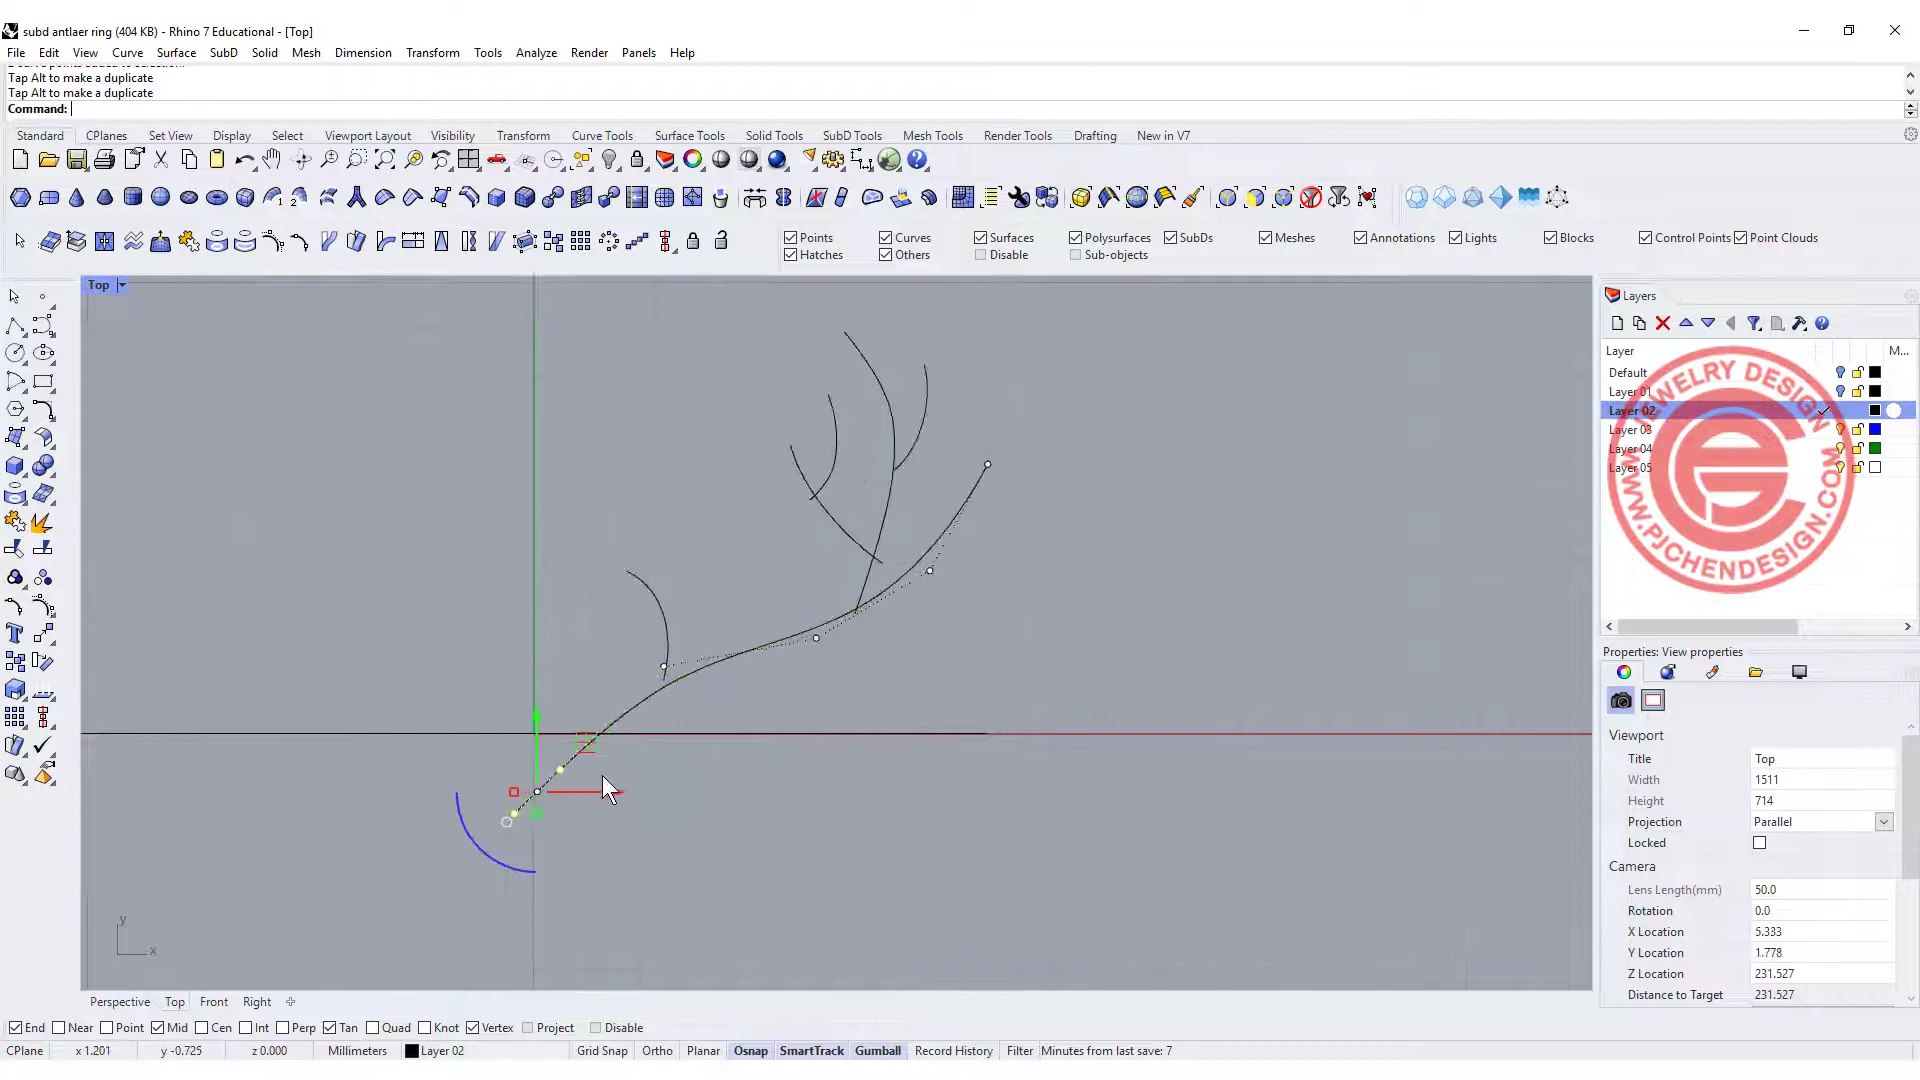 subd antlaer ring (404 KB) - Rhino 7 Educational - [Top]
File Edit View Curve Surface SubD Solid Mesh Dimension Transform Tools Analyze Render Panels Help
Tap Alt to make a duplicate
Tap Alt to make a duplicate
Command:
Standard CPlanes Set View Display Select Viewport Layout Visibility Transform Curve Tools Surface Tools Solid Tools SubD Tools Mesh Tools Render Tools Drafting New in V7
Points Curves Surfaces Polysurfaces SubDs Meshes Annotations Lights Blocks Control Points Point Clouds
Hatches Others Disable Sub-objects
Top
Layers
Layer M...
Default
Layer 01
Layer 02
Layer 03
Layer 04
Layer 05
JEWELRY DESIGN
WWW.PJCHENDESIGN.COM
Properties: View properties
Viewport
Title Top
Width 1511
Height 714
Projection Parallel
Locked
Camera
Lens Length(mm) 50.0
Rotation 0.0
X Location 5.333
Y Location 1.778
Z Location 231.527
Distance to Target 231.527
y
x
Perspective Top Front Right
End Near Point Mid Cen Int Perp Tan Quad Knot Vertex Project Disable
CPlane x 1.201 y -0.725 z 0.000 Millimeters Layer 02 Grid Snap Ortho Planar Osnap SmartTrack Gumball Record History Filter Minutes from last save: 7